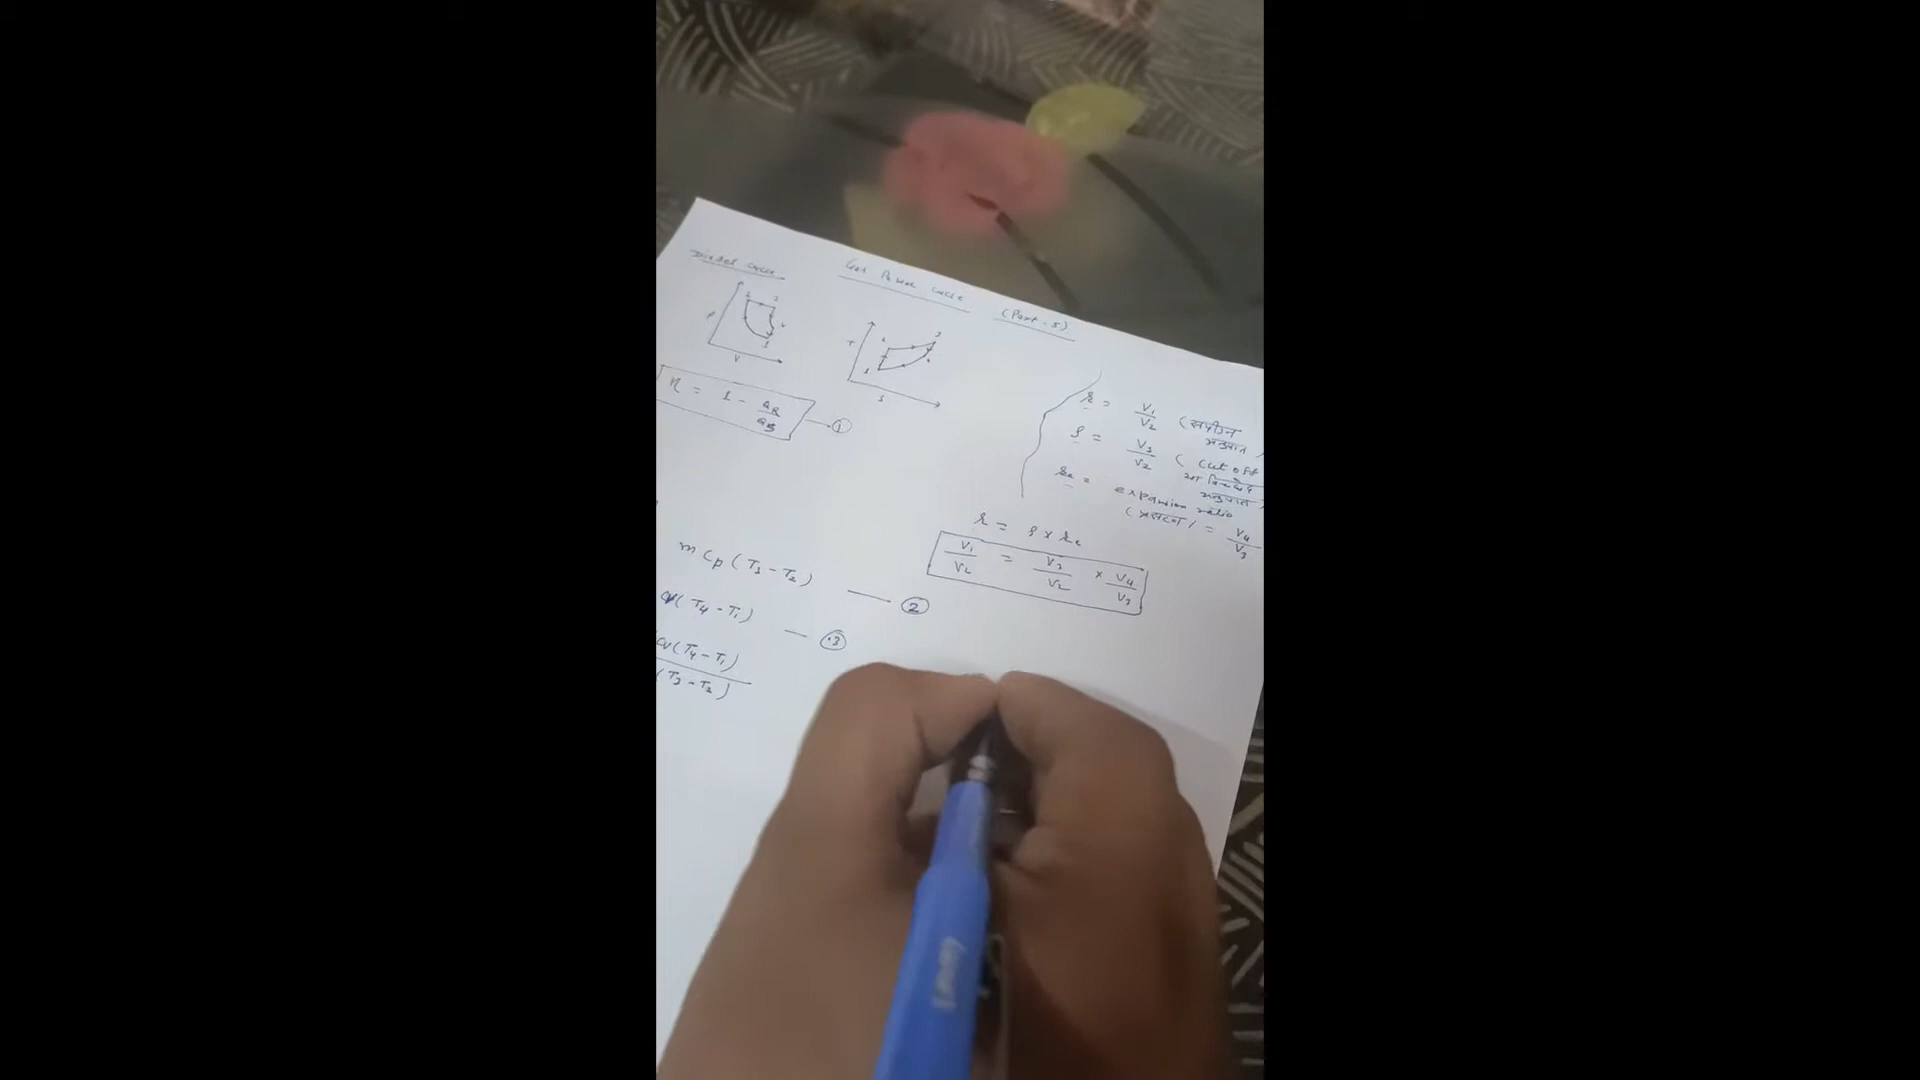 Diesel cycle
Gas Power cycle
(Part - 5)
P
V
T
S
η = 1 - QR/QS — ①
r = V₁/V₂ (संपीडन अनुपात)
ρ = V₃/V₂ (cut off
अनुपात)
re = expansion ratio
= V₄/V₃
r = ρ × re
V₁/V₂ = V₃/V₂ × V₄/V₃
m Cp (T₃ - T₂) — ②
Cv (T₄ - T₁) — ③
Cv (T₄ - T₁)
(T₃ - T₂)